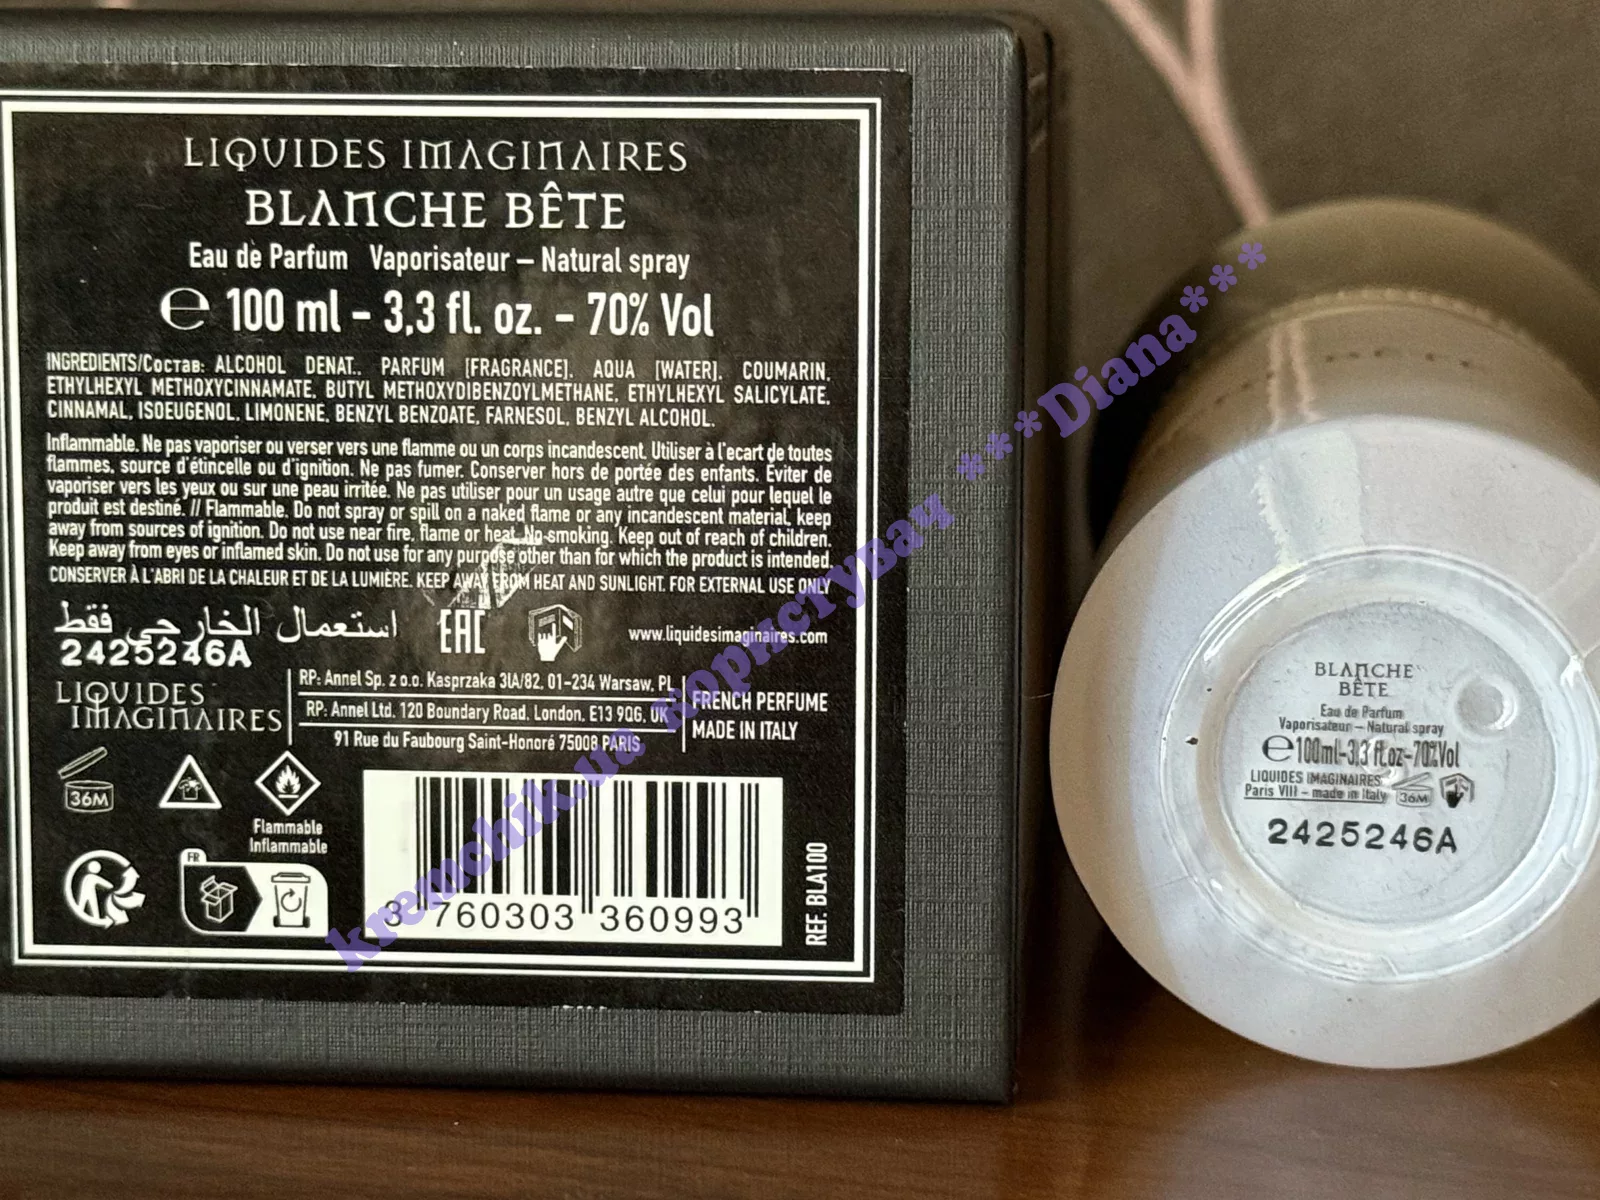 LIQUIDES IMAGINAIRES
BLANCHE BÊTE
Eau de Parfum Vaporisateur – Natural spray
℮ 100 ml – 3,3 fl. oz. – 70% Vol
INGREDIENTS/Состав: ALCOHOL DENAT., PARFUM [FRAGRANCE], AQUA [WATER], COUMARIN,
ETHYLHEXYL METHOXYCINNAMATE, BUTYL METHOXYDIBENZOYLMETHANE, ETHYLHEXYL SALICYLATE,
CINNAMAL, ISOEUGENOL, LIMONENE, BENZYL BENZOATE, FARNESOL, BENZYL ALCOHOL.
Inflammable. Ne pas vaporiser ou verser vers une flamme ou un corps incandescent. Utiliser à l'ecart de toutes
flammes, source d'étincelle ou d'ignition. Ne pas fumer. Conserver hors de portée des enfants. Eviter de
vaporiser vers les yeux ou sur une peau irritée. Ne pas utiliser pour un usage autre que celui pour lequel le
produit est destiné. // Flammable. Do not spray or spill on a naked flame or any incandescent material, keep
away from sources of ignition. Do not use near fire, flame or heat. No smoking. Keep out of reach of children.
Keep away from eyes or inflamed skin. Do not use for any purpose other than for which the product is intended.
CONSERVER À L'ABRI DE LA CHALEUR ET DE LA LUMIÈRE. KEEP AWAY FROM HEAT AND SUNLIGHT. FOR EXTERNAL USE ONLY
استعمال الخارجي فقط
EAC
www.liquidesimaginaires.com
2425246A
LIQUIDES
IMAGINAIRES
RP: Annel Sp. z o.o. Kasprzaka 31A/82, 01-234 Warsaw, PL
RP: Annel Ltd. 120 Boundary Road, London, E13 9QG, UK
91 Rue du Faubourg Saint-Honoré 75008 PARIS
FRENCH PERFUME
MADE IN ITALY
36M
Flammable
Inflammable
FR
3 760303 360993
REF. BLA100
BLANCHE
BÊTE
Eau de Parfum
Vaporisateur – Natural spray
℮100ml–3,3 fl.oz–70%Vol
LIQUIDES IMAGINAIRES
Paris VIII – made in Italy
36M
2425246A
kremchik.ua користувач ***Diana***